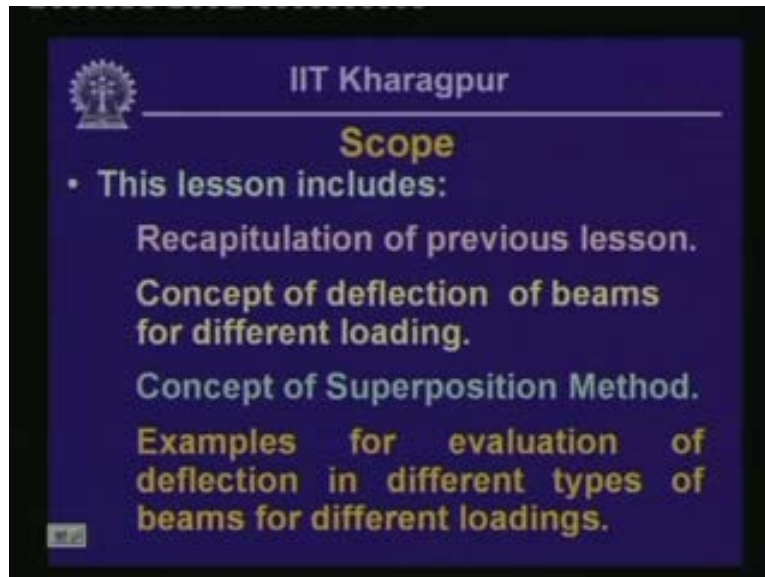 IIT Kharagpur
Scope
• This lesson includes:
Recapitulation of previous lesson.
Concept of deflection of beams
for different loading.
Concept of Superposition Method.
Examples for evaluation of
deflection in different types of
beams for different loadings.